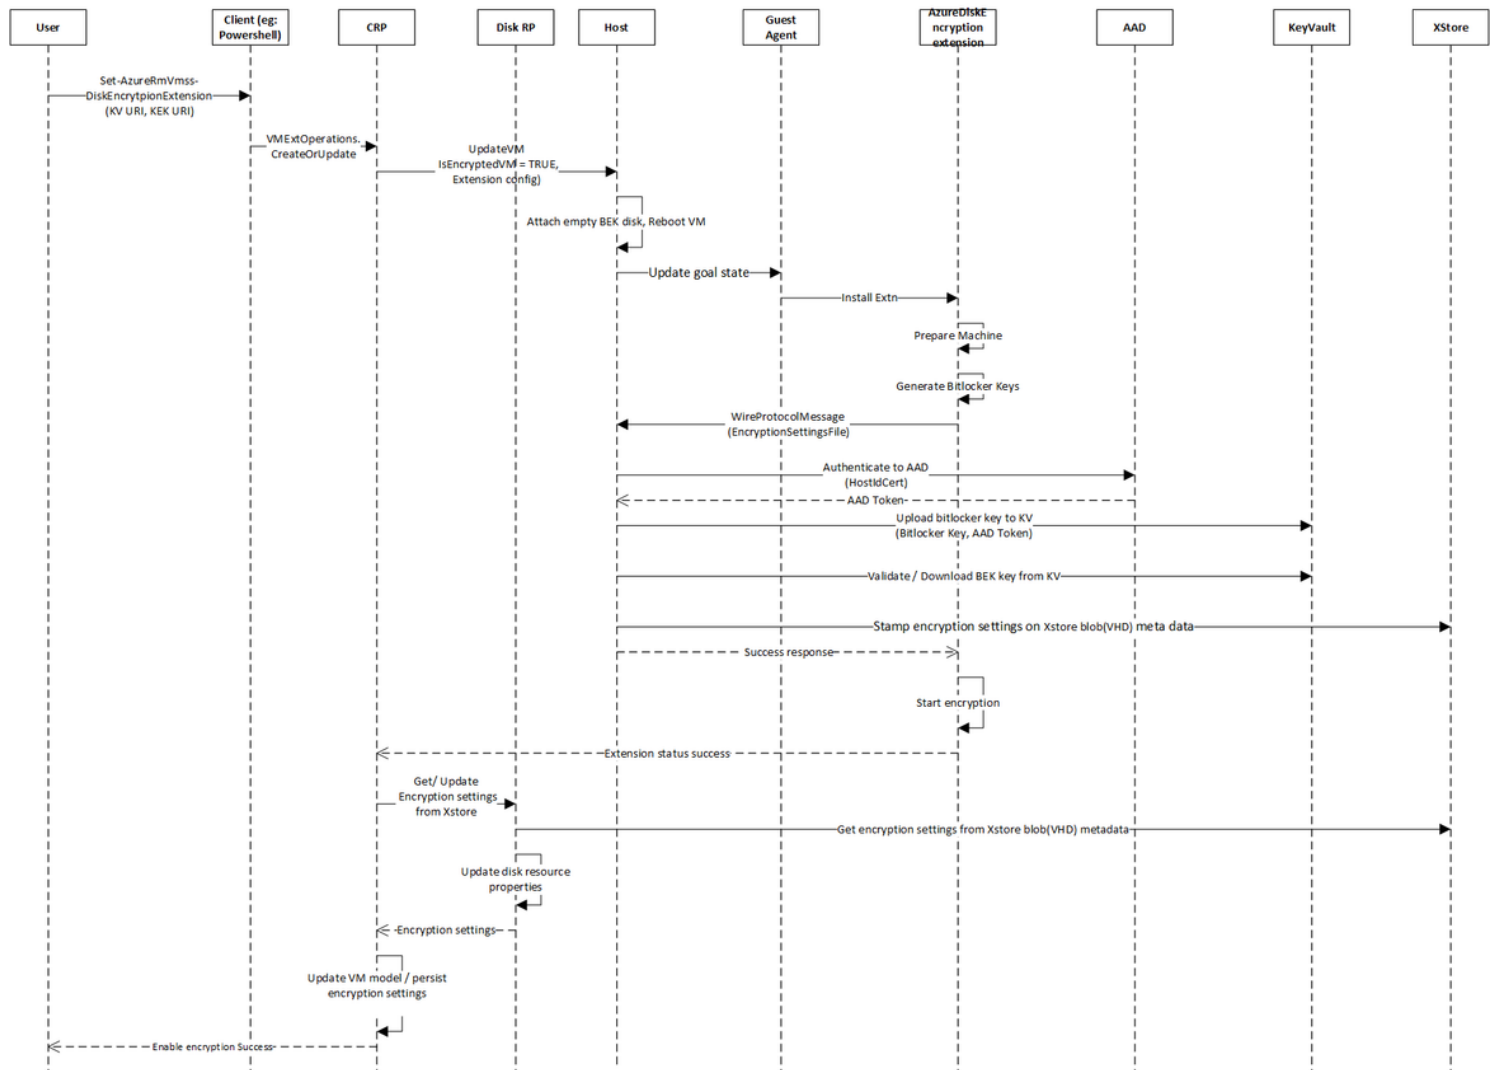 User
Client (eg:
Powershell)
CRP
Disk RP
Host
Guest
Agent
AzureDiskE
ncryption
extension
AAD
KeyVault
XStore
Set-AzureRmVmss-
DiskEncrytpionExtension
(KV URI, KEK URI)
VMExtOperations.
CreateOrUpdate
UpdateVM
IsEncryptedVM = TRUE,
Extension config)
Attach empty BEK disk, Reboot VM
Update goal state
Install Extn
Prepare Machine
Generate Bitlocker Keys
WireProtocolMessage
(EncryptionSettingsFile)
Authenticate to AAD
(HostIdCert)
AAD Token
Upload bitlocker key to KV
(Bitlocker Key, AAD Token)
Validate / Download BEK key from KV
Stamp encryption settings on Xstore blob(VHD) meta data
Success response
Start encryption
Extension status success
Get/ Update
Encryption settings
from Xstore
Get encryption settings from Xstore blob(VHD) metadata
Update disk resource
properties
Encryption settings
Update VM model / persist
encryption settings
Enable encryption Success